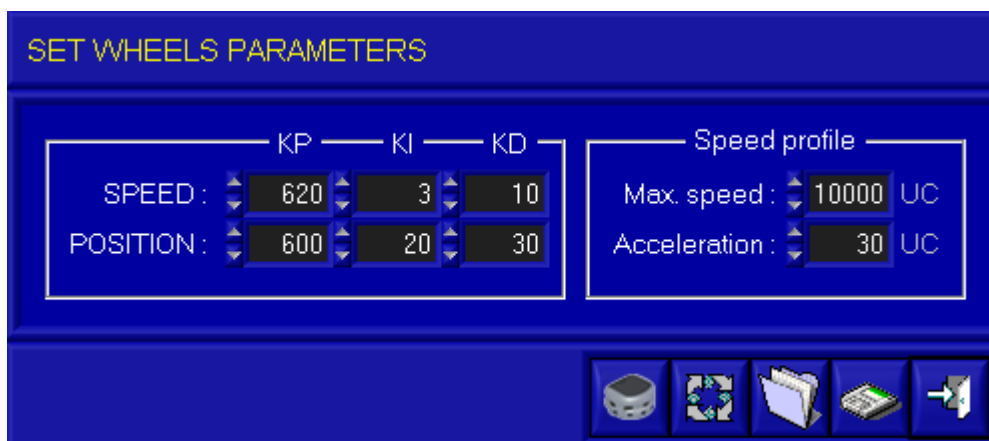 SET WHEELS PARAMETERS
KP KI KD
SPEED : 620 3 10
POSITION : 600 20 30
Speed profile
Max. speed : 10000 UC
Acceleration : 30 UC